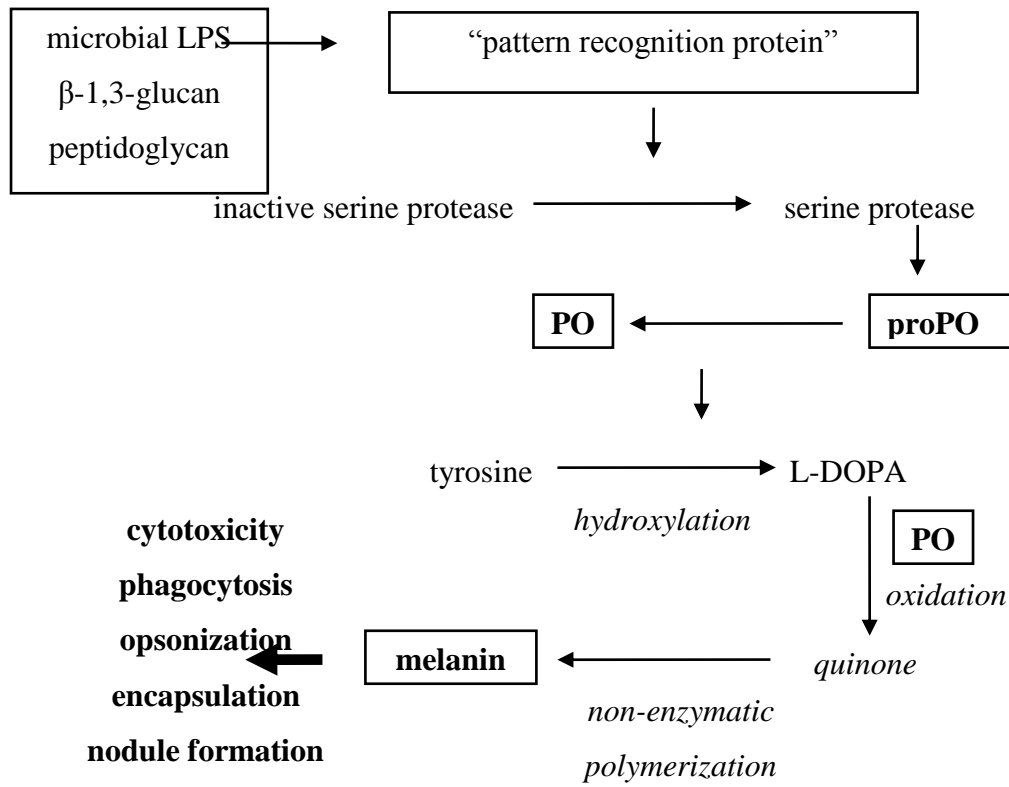 microbial LPS
β-1,3-glucan
peptidoglycan
“pattern recognition protein”
inactive serine protease
serine protease
PO
proPO
tyrosine
L-DOPA
hydroxylation
PO
oxidation
cytotoxicity
phagocytosis
opsonization
encapsulation
nodule formation
melanin
quinone
non-enzymatic
polymerization